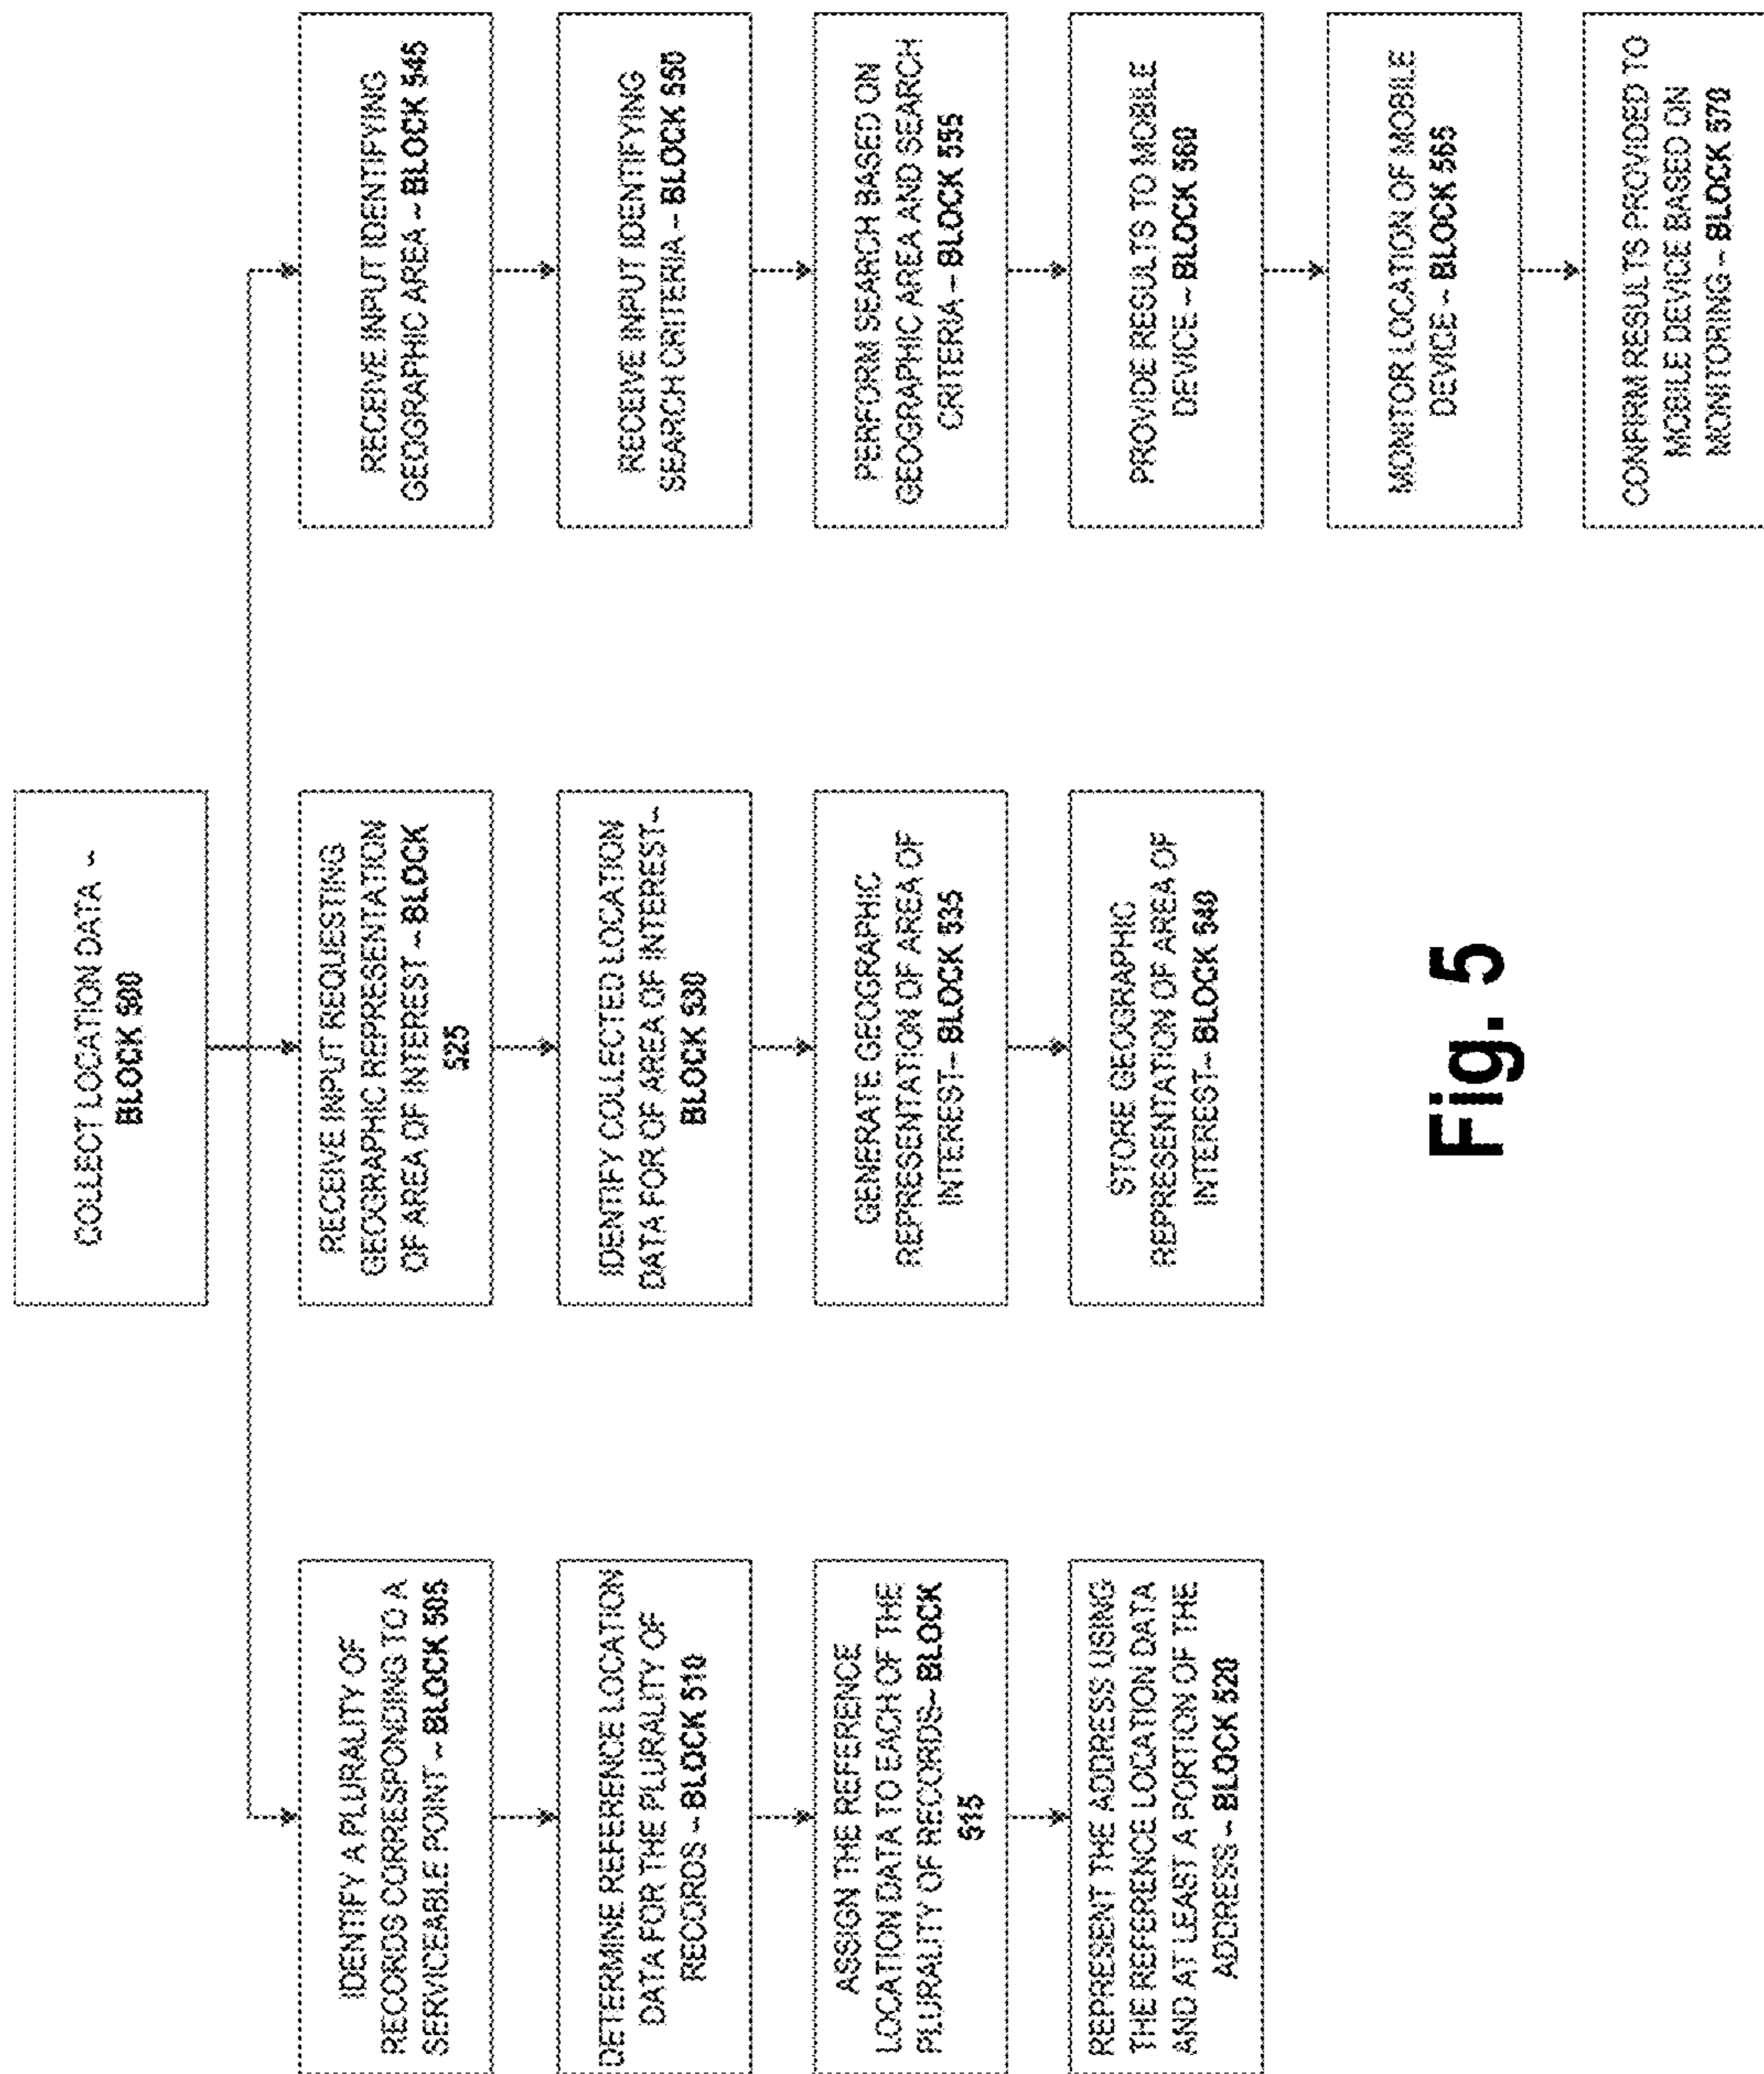 COLLECT LOCATION DATA –
BLOCK 500
IDENTIFY A PLURALITY OF
RECORDS CORRESPONDING TO A
SERVICEABLE POINT – BLOCK 505
DETERMINE REFERENCE LOCATION
DATA FOR THE PLURALITY OF
RECORDS – BLOCK 510
ASSIGN THE REFERENCE
LOCATION DATA TO EACH OF THE
PLURALITY OF RECORDS– BLOCK
515
REPRESENT THE ADDRESS USING
THE REFERENCE LOCATION DATA
AND AT LEAST A PORTION OF THE
ADDRESS – BLOCK 520
RECEIVE INPUT REQUESTING
GEOGRAPHIC REPRESENTATION
OF AREA OF INTEREST – BLOCK
525
IDENTIFY COLLECTED LOCATION
DATA FOR OF AREA OF INTEREST–
BLOCK 530
GENERATE GEOGRAPHIC
REPRESENTATION OF AREA OF
INTEREST– BLOCK 535
STORE GEOGRAPHIC
REPRESENTATION OF AREA OF
INTEREST– BLOCK 540
RECEIVE INPUT IDENTIFYING
GEOGRAPHIC AREA – BLOCK 545
RECEIVE INPUT IDENTIFYING
SEARCH CRITERIA – BLOCK 550
PERFORM SEARCH BASED ON
GEOGRAPHIC AREA AND SEARCH
CRITERIA – BLOCK 555
PROVIDE RESULTS TO MOBILE
DEVICE – BLOCK 560
MONITOR LOCATION OF MOBILE
DEVICE – BLOCK 565
CONFIRM RESULTS PROVIDED TO
MOBILE DEVICE BASED ON
MONITORING – BLOCK 570
Fig. 5